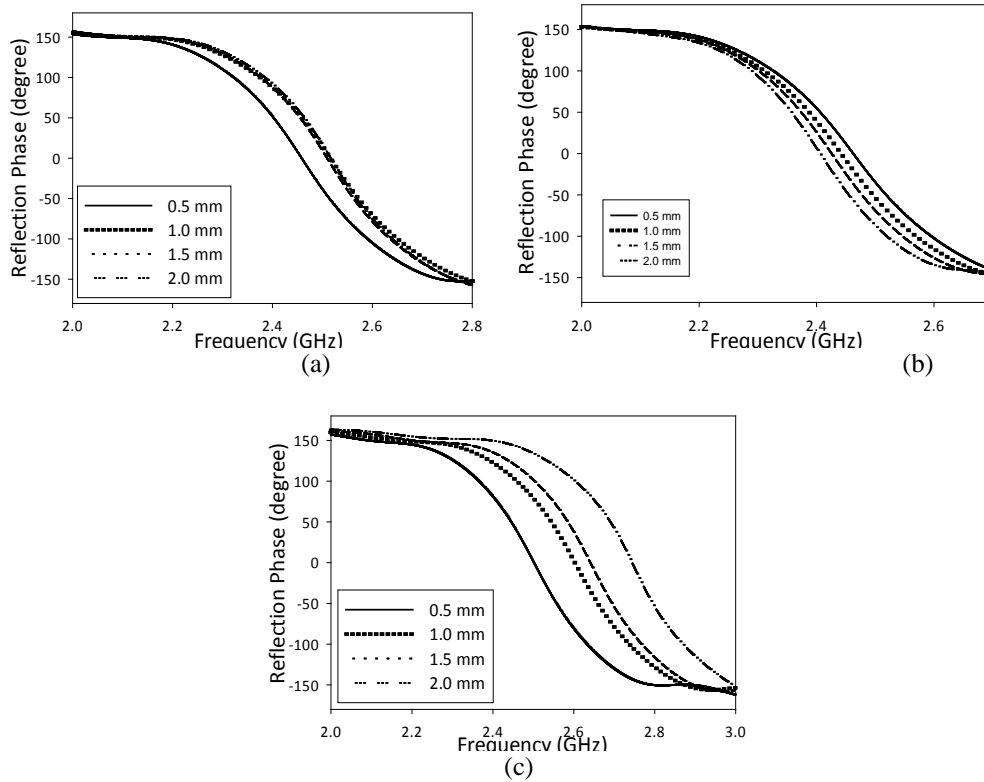 Reflection Phase (degree)
150
100
50
0
-50
-100
-150
0.5 mm
1.0 mm
1.5 mm
2.0 mm
2.0
2.2
2.4
2.6
2.8
Frequency (GHz)
(a)
Reflection Phase (degree)
150
100
50
0
-50
-100
-150
0.5 mm
1.0 mm
1.5 mm
2.0 mm
2.0
2.2
2.4
2.6
Frequency (GHz)
(b)
Reflection Phase (degree)
150
100
50
0
-50
-100
-150
0.5 mm
1.0 mm
1.5 mm
2.0 mm
2.0
2.2
2.4
2.6
2.8
3.0
Frequency (GHz)
(c)